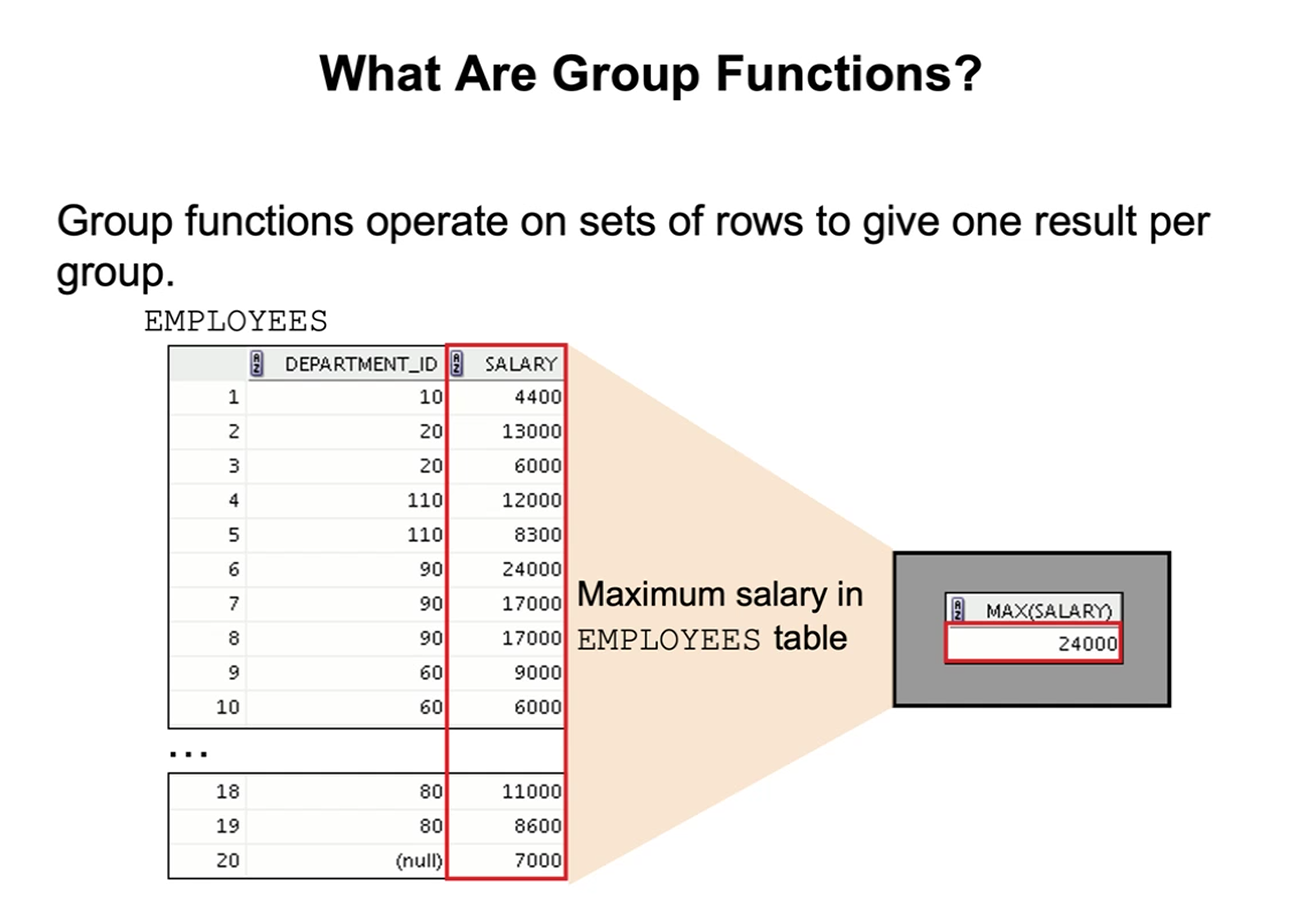 What Are Group Functions?
Group functions operate on sets of rows to give one result per
group.
EMPLOYEES
DEPARTMENT_ID SALARY
1 10 4400
2 20 13000
3 20 6000
4 110 12000
5 110 8300
6 90 24000
7 90 17000
8 90 17000
9 60 9000
10 60 6000
...
18 80 11000
19 80 8600
20 (null) 7000
Maximum salary in
EMPLOYEES table
MAX(SALARY)
24000